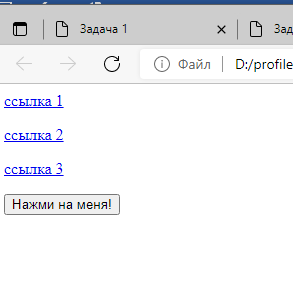 Задача 1
Зад
Файл
D:/profile
ссылка 1
ссылка 2
ссылка 3
Нажми на меня!